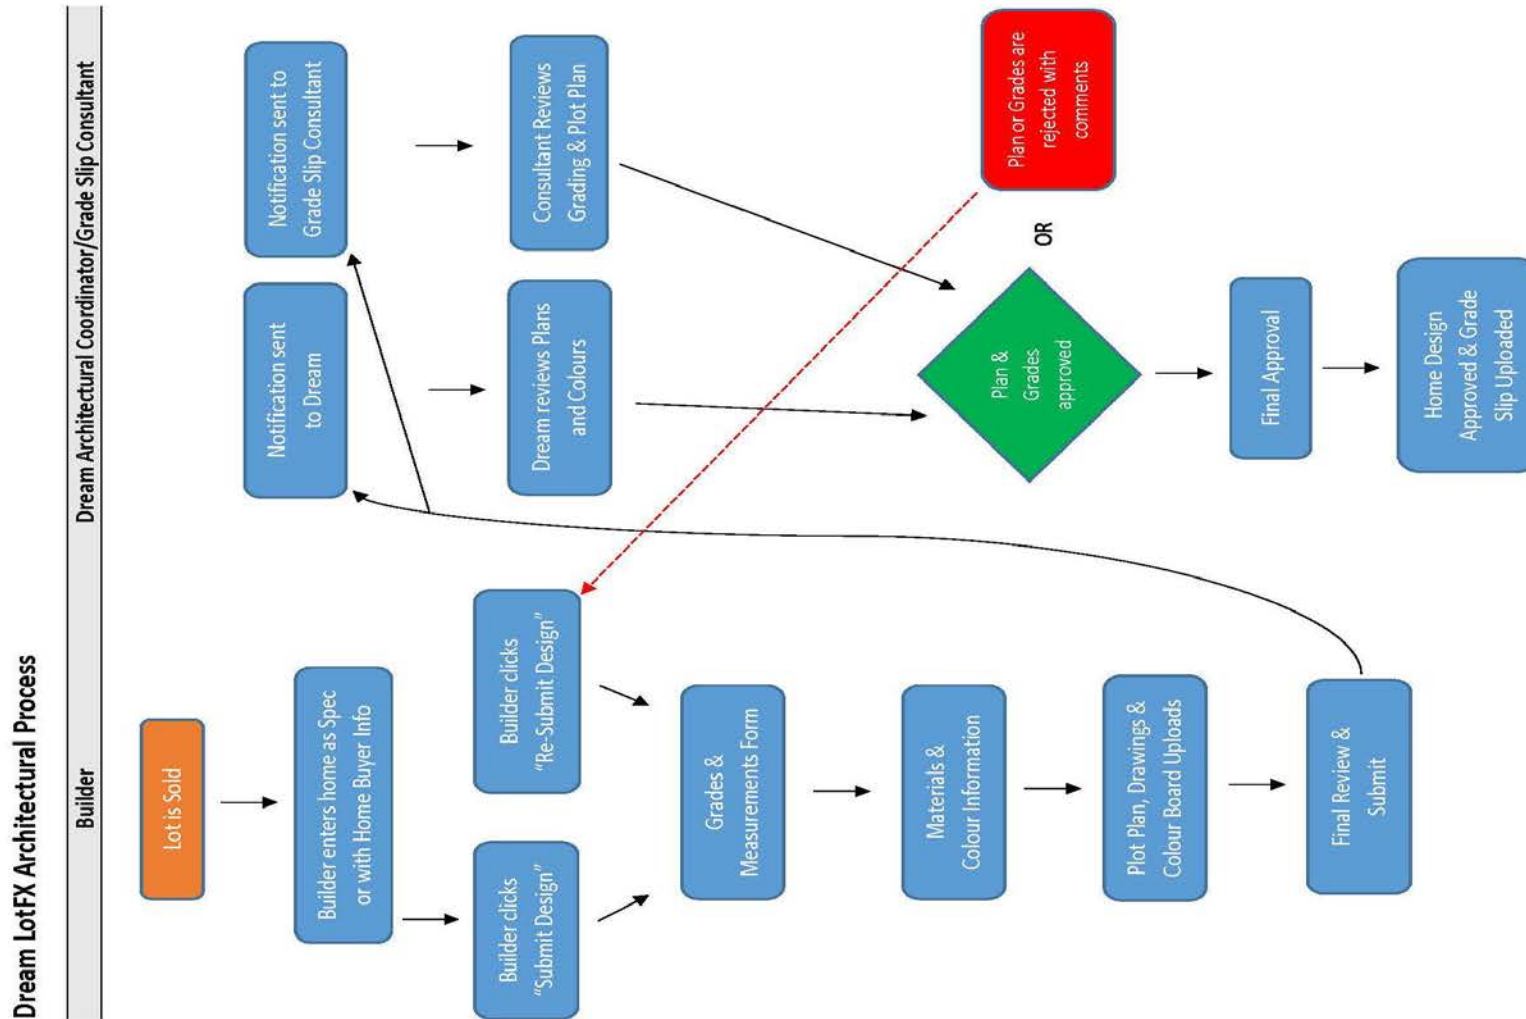 Dream LotFX Architectural Process
Builder
Dream Architectural Coordinator/Grade Slip Consultant
Lot is Sold
Builder enters home as Spec
or with Home Buyer Info
Builder clicks
“Submit Design”
Builder clicks
“Re-Submit Design”
Grades &
Measurements Form
Materials &
Colour Information
Plot Plan, Drawings &
Colour Board Uploads
Final Review &
Submit
Notification sent
to Dream
Notification sent to
Grade Slip Consultant
Dream reviews Plans
and Colours
Consultant Reviews
Grading & Plot Plan
Plan &
Grades
approved
OR
Plan or Grades are
rejected with
comments
Final Approval
Home Design
Approved & Grade
Slip Uploaded